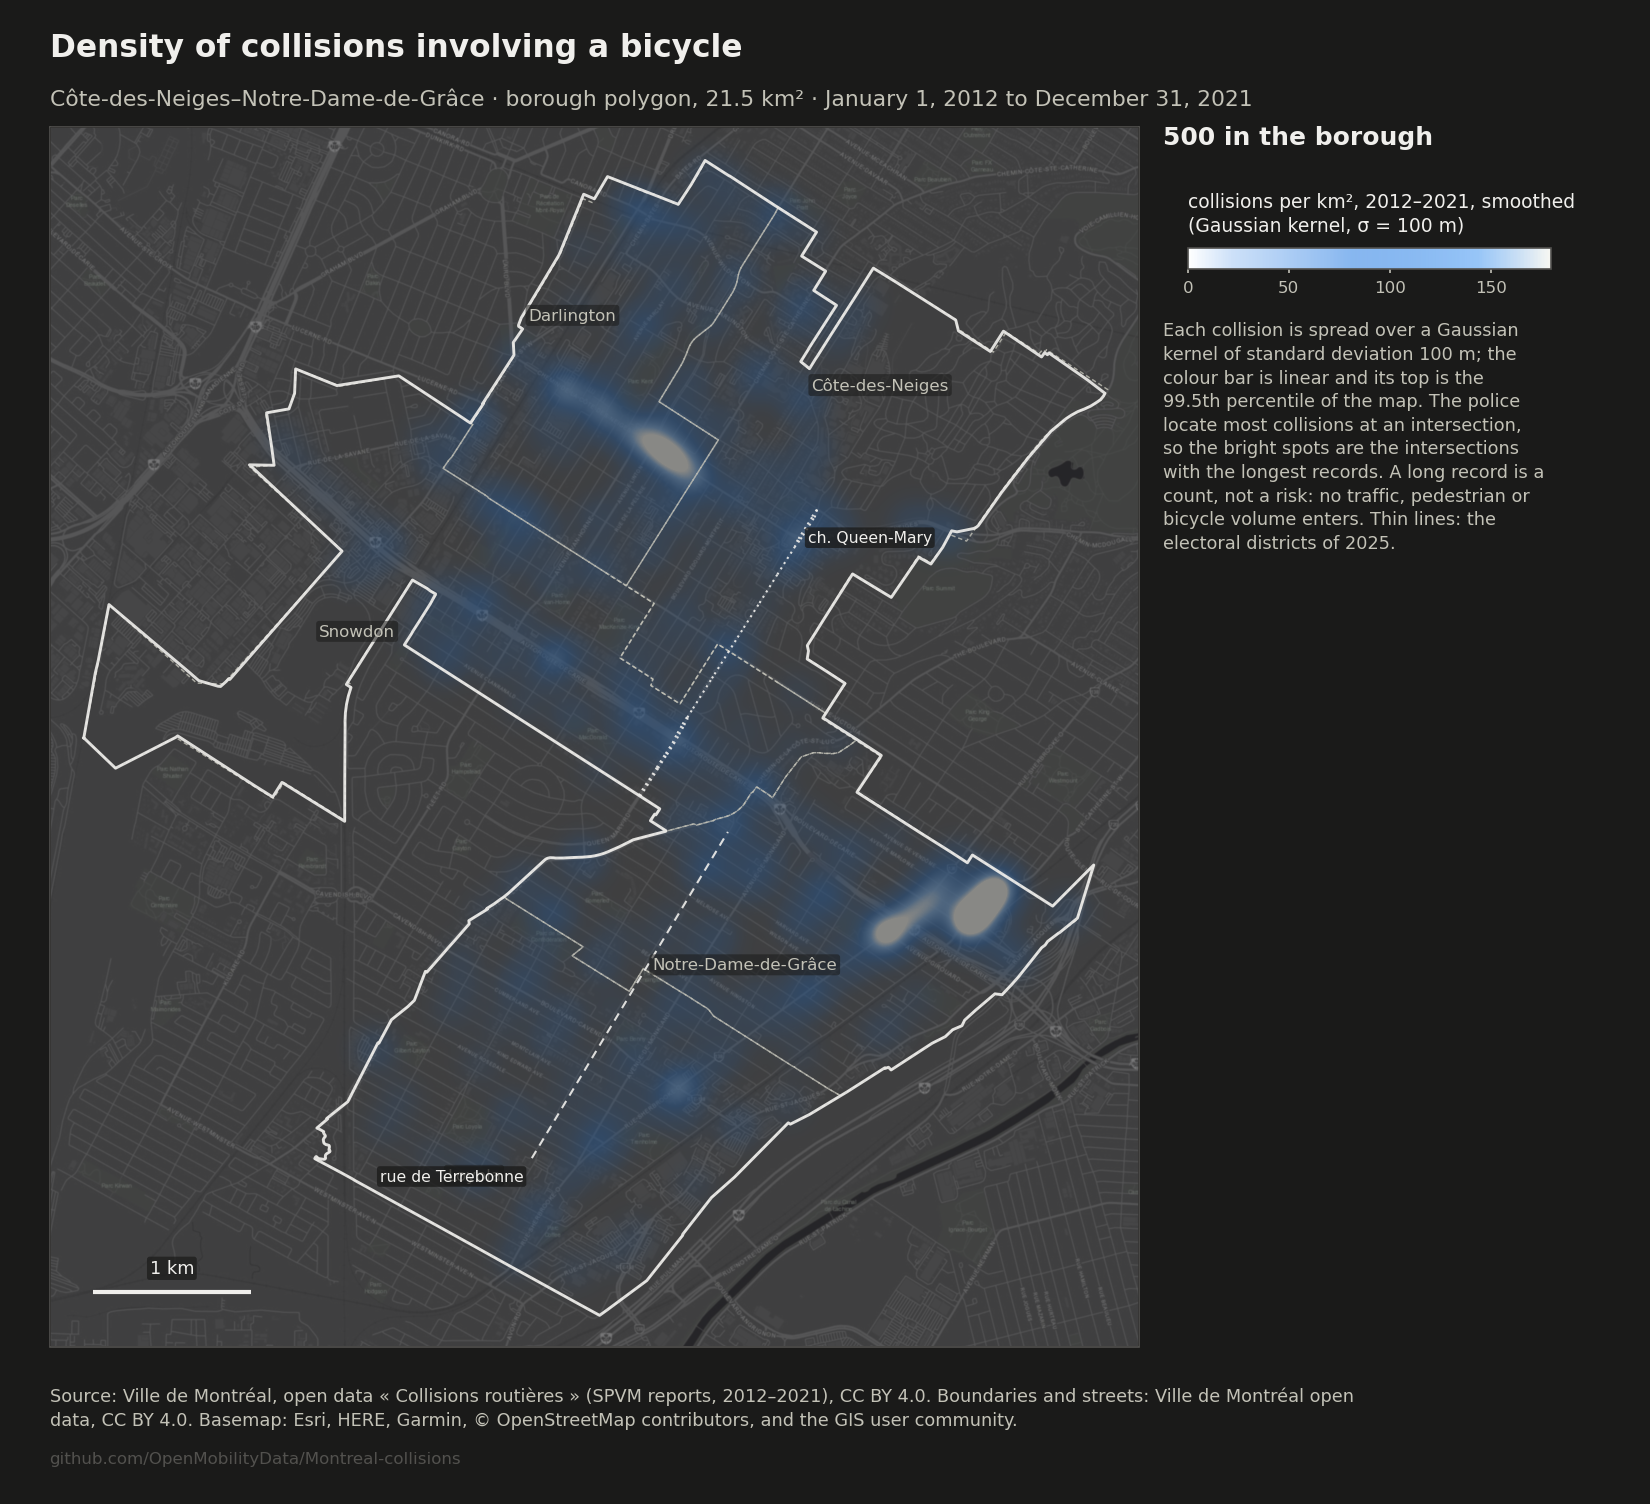 Density of collisions involving a bicycle
Côte-des-Neiges–Notre-Dame-de-Grâce · borough polygon, 21.5 km² · January 1, 2012 to December 31, 2021
500 in the borough
collisions per km², 2012–2021, smoothed
(Gaussian kernel, σ = 100 m)
0 50 100 150
Each collision is spread over a Gaussian
kernel of standard deviation 100 m; the
colour bar is linear and its top is the
99.5th percentile of the map. The police
locate most collisions at an intersection,
so the bright spots are the intersections
with the longest records. A long record is a
count, not a risk: no traffic, pedestrian or
bicycle volume enters. Thin lines: the
electoral districts of 2025.
Darlington
Côte-des-Neiges
ch. Queen-Mary
Snowdon
Notre-Dame-de-Grâce
rue de Terrebonne
1 km
Source: Ville de Montréal, open data « Collisions routières » (SPVM reports, 2012–2021), CC BY 4.0. Boundaries and streets: Ville de Montréal open
data, CC BY 4.0. Basemap: Esri, HERE, Garmin, © OpenStreetMap contributors, and the GIS user community.
github.com/OpenMobilityData/Montreal-collisions